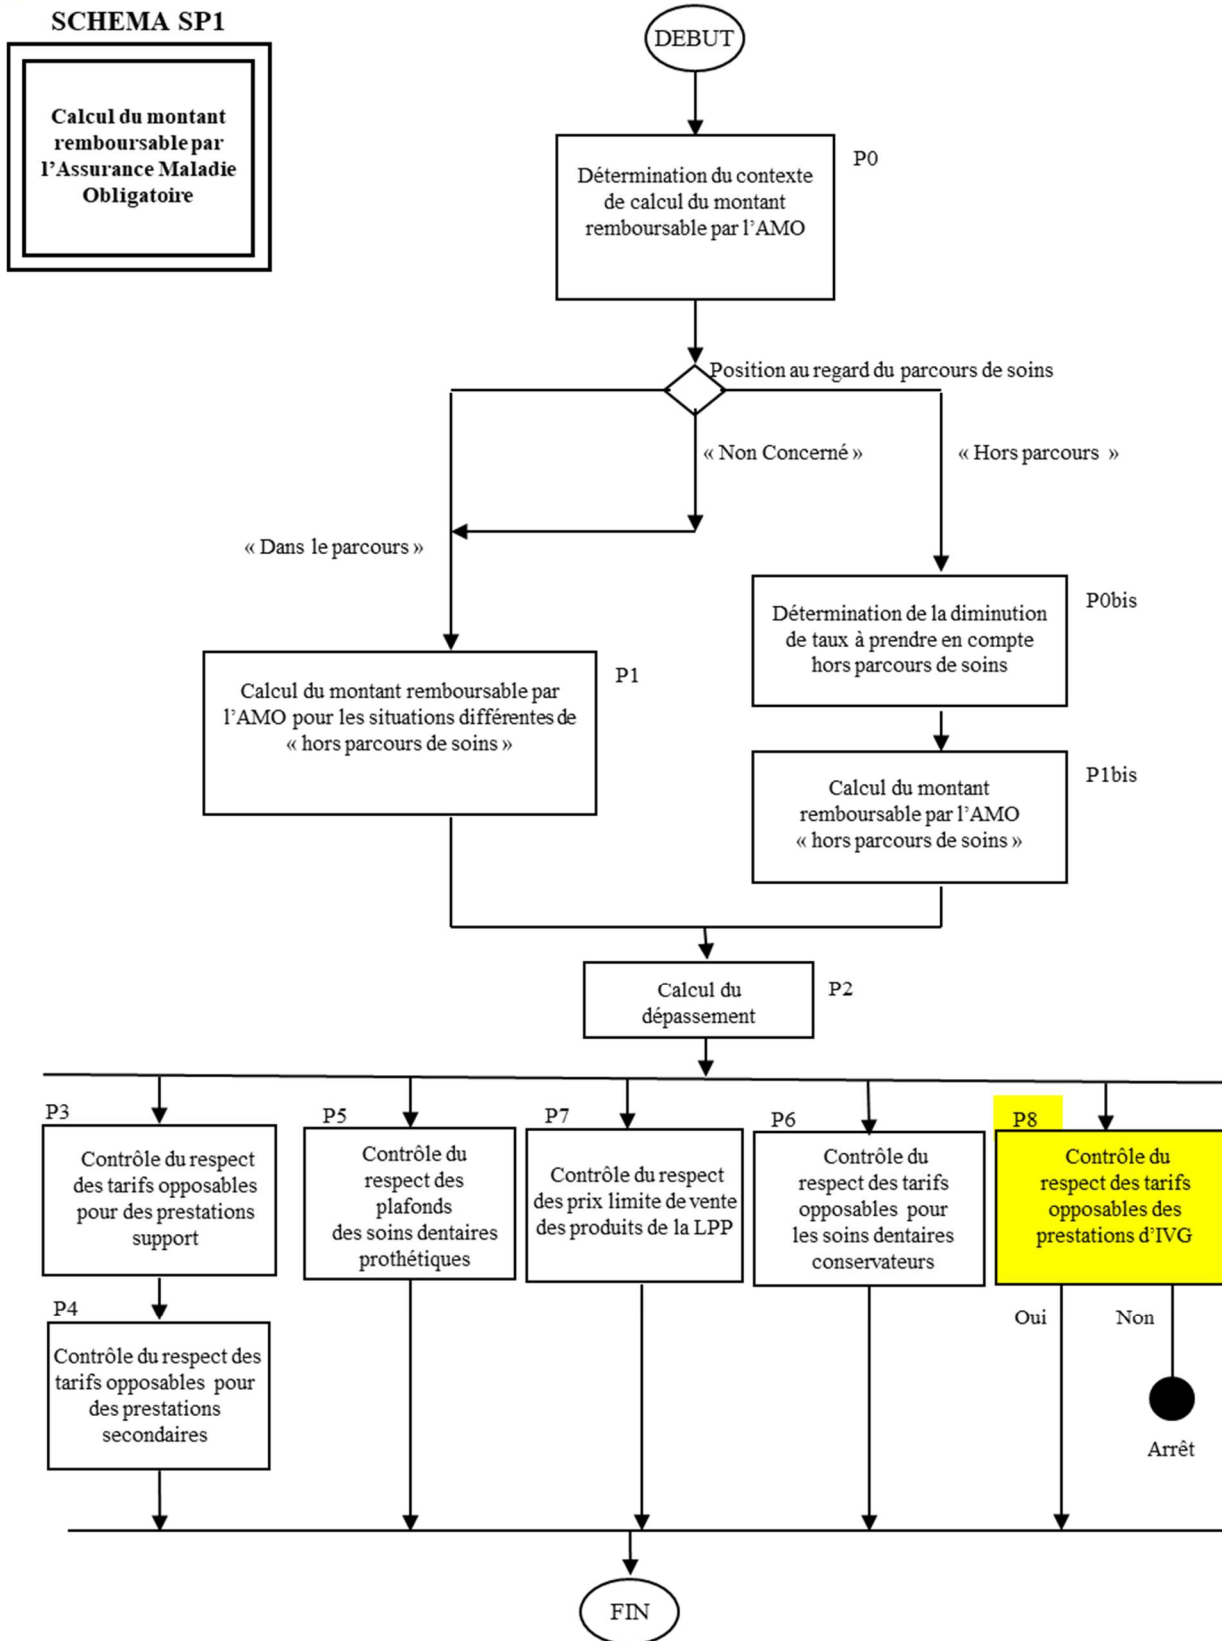 SCHEMA SP1
Calcul du montant
remboursable par
l’Assurance Maladie
Obligatoire
DEBUT
P0
Détermination du contexte
de calcul du montant
remboursable par l’AMO
Position au regard du parcours de soins
« Non Concerné »
« Hors parcours »
« Dans le parcours »
P0bis
Détermination de la diminution
de taux à prendre en compte
hors parcours de soins
P1
Calcul du montant remboursable par
l’AMO pour les situations différentes de
« hors parcours de soins »
P1bis
Calcul du montant
remboursable par l’AMO
« hors parcours de soins »
P2
Calcul du
dépassement
P3
Contrôle du respect
des tarifs opposables
pour des prestations
support
P5
Contrôle du
respect des
plafonds
des soins dentaires
prothétiques
P7
Contrôle du respect
des prix limite de vente
des produits de la LPP
P6
Contrôle du
respect des tarifs
opposables pour
les soins dentaires
conservateurs
P8
Contrôle du
respect des tarifs
opposables des
prestations d’IVG
P4
Contrôle du respect des
tarifs opposables pour
des prestations
secondaires
Oui
Non
Arrêt
FIN